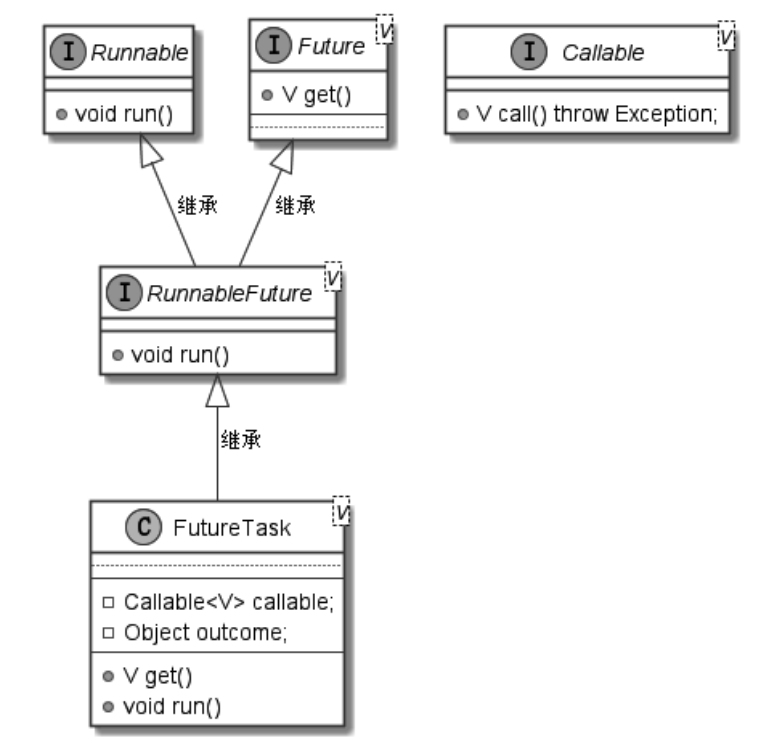 I Runnable
void run()
I Future V
V get()
I Callable V
V call() throw Exception;
继承
继承
I RunnableFuture V
void run()
继承
C FutureTask V
Callable<V> callable;
Object outcome;
V get()
void run()